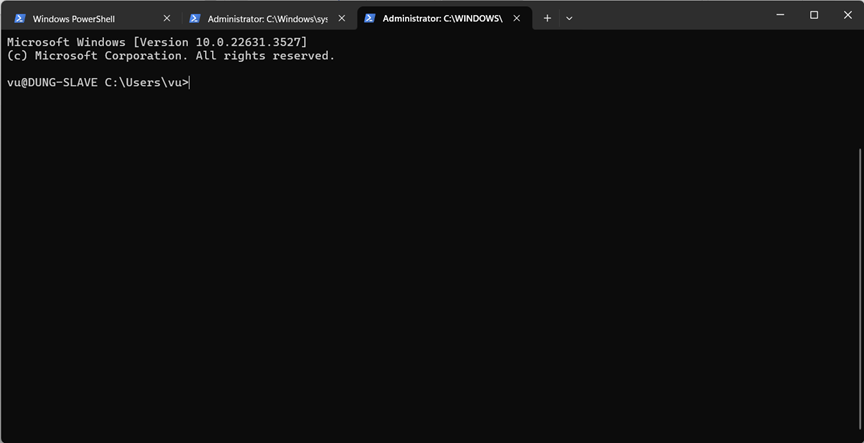 Windows PowerShell
Administrator: C:\Windows\sys
Administrator: C:\WINDOWS\
Microsoft Windows [Version 10.0.22631.3527]
(c) Microsoft Corporation. All rights reserved.
vu@DUNG-SLAVE C:\Users\vu>